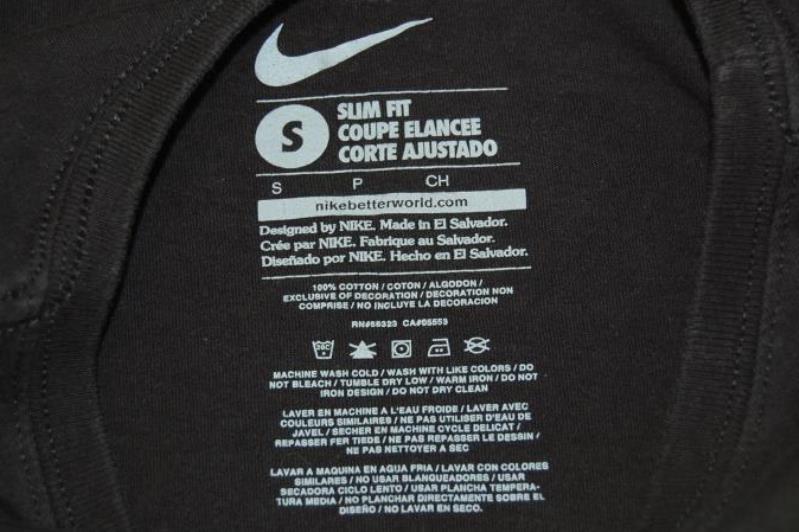 S
SLIM FIT
COUPE ELANCEE
CORTE AJUSTADO
S P CH
nikebetterworld.com
Designed by NIKE. Made in El Salvador.
Crée par NIKE. Fabrique au Salvador.
Diseñado por NIKE. Hecho en El Salvador.
100% COTTON / COTON / ALGODON /
EXCLUSIVE OF DECORATION / DECORATION NON
COMPRISE / NO INCLUYE LA DECORACION
RN#56323 CA#05553
30C
MACHINE WASH COLD / WASH WITH LIKE COLORS / DO
NOT BLEACH / TUMBLE DRY LOW / WARM IRON / DO NOT
IRON DESIGN / DO NOT DRY CLEAN
LAVER EN MACHINE A L'EAU FROIDE / LAVER AVEC
COULEURS SIMILAIRES / NE PAS UTILISER D'EAU DE
JAVEL / SECHER EN MACHINE CYCLE DELICAT /
REPASSER FER TIEDE / NE PAS REPASSER LE DESSIN /
NE PAS NETTOYER A SEC
LAVAR A MAQUINA EN AGUA FRIA / LAVAR CON COLORES
SIMILARES / NO USAR BLANQUEADORES / USAR
SECADORA CICLO LENTO / USAR PLANCHA TEMPERA-
TURA MEDIA / NO PLANCHAR DIRECTAMENTE SOBRE EL
DISEÑO / NO LAVAR EN SECO.